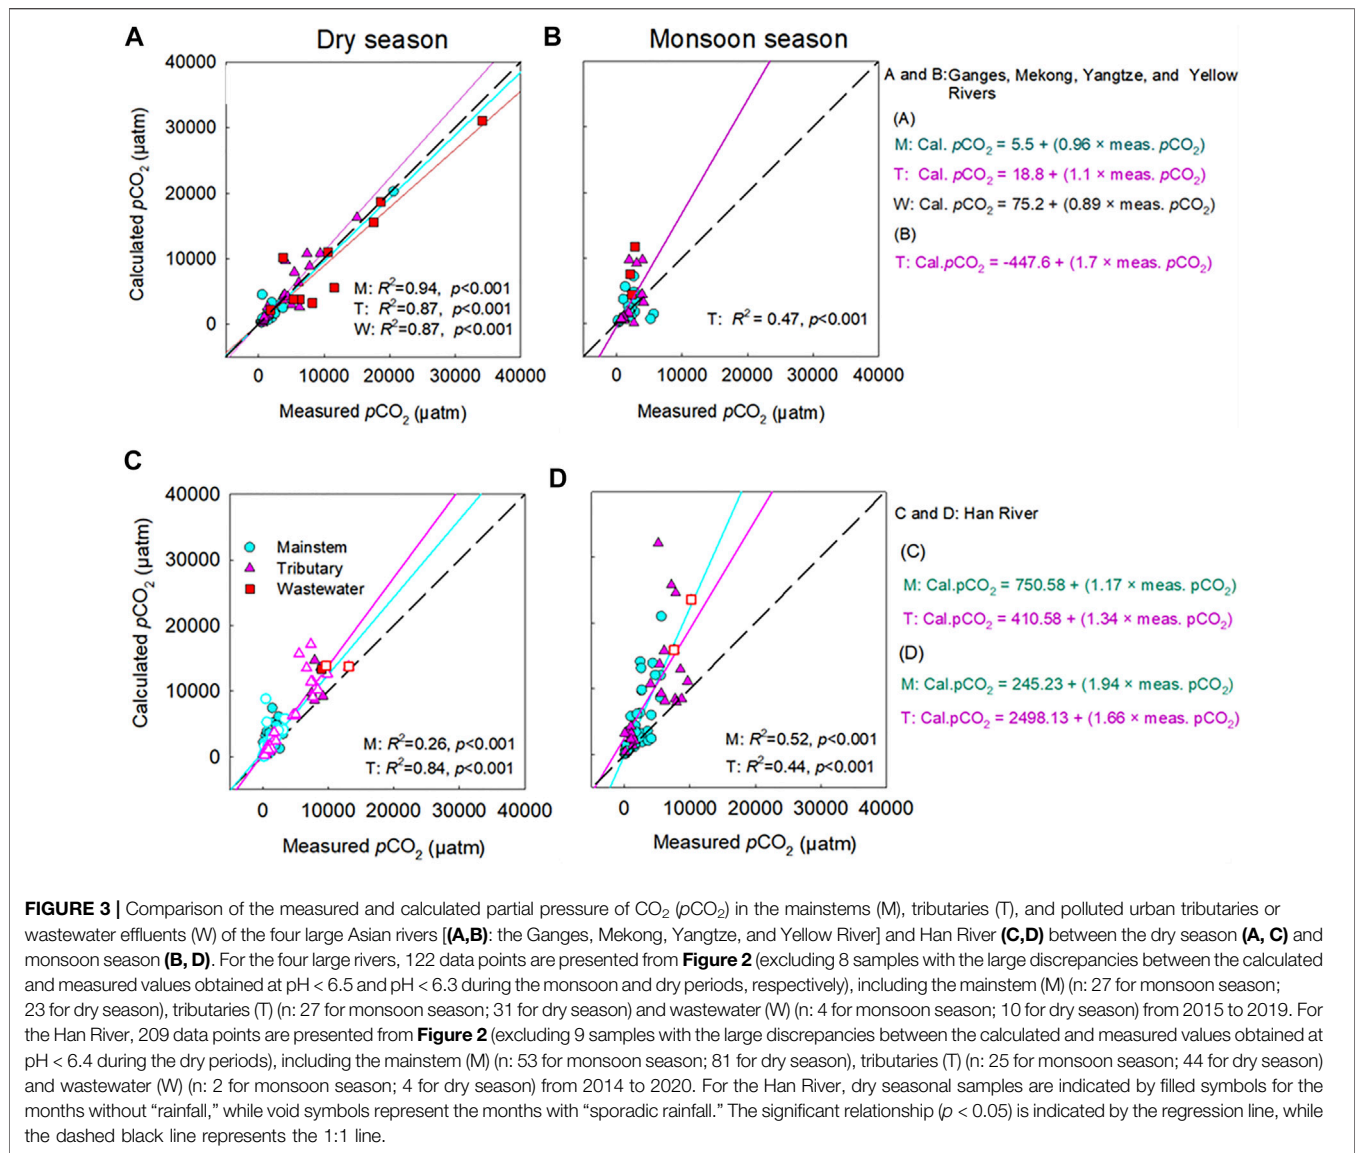 A
Dry season
B
Monsoon season
40000
30000
20000
10000
0
Calculated pCO2 (µatm)
M: R2=0.94, p<0.001
T: R2=0.87, p<0.001
W: R2=0.87, p<0.001
0 10000 20000 30000 40000
Measured pCO2 (µatm)
T: R2= 0.47, p<0.001
0 10000 20000 30000 40000
Measured pCO2 (µatm)
A and B:Ganges, Mekong, Yangtze, and Yellow
Rivers
(A)
M: Cal. pCO2 = 5.5 + (0.96 × meas. pCO2)
T: Cal. pCO2 = 18.8 + (1.1 × meas. pCO2)
W: Cal. pCO2 = 75.2 + (0.89 × meas. pCO2)
(B)
T: Cal.pCO2 = -447.6 + (1.7 × meas. pCO2)
C
D
40000
30000
20000
10000
0
Calculated pCO2 (µatm)
Mainstem
Tributary
Wastewater
M: R2=0.26, p<0.001
T: R2=0.84, p<0.001
0 10000 20000 30000 40000
Measured pCO2 (µatm)
M: R2=0.52, p<0.001
T: R2=0.44, p<0.001
0 10000 20000 30000 40000
Measured pCO2 (µatm)
C and D: Han River
(C)
M: Cal.pCO2 = 750.58 + (1.17 × meas. pCO2)
T: Cal.pCO2 = 410.58 + (1.34 × meas. pCO2)
(D)
M: Cal.pCO2 = 245.23 + (1.94 × meas. pCO2)
T: Cal.pCO2 = 2498.13 + (1.66 × meas. pCO2)
FIGURE 3 | Comparison of the measured and calculated partial pressure of CO2 (pCO2) in the mainstems (M), tributaries (T), and polluted urban tributaries or
wastewater effluents (W) of the four large Asian rivers [(A,B): the Ganges, Mekong, Yangtze, and Yellow River] and Han River (C,D) between the dry season (A, C) and
monsoon season (B, D). For the four large rivers, 122 data points are presented from Figure 2 (excluding 8 samples with the large discrepancies between the calculated
and measured values obtained at pH < 6.5 and pH < 6.3 during the monsoon and dry periods, respectively), including the mainstem (M) (n: 27 for monsoon season;
23 for dry season), tributaries (T) (n: 27 for monsoon season; 31 for dry season) and wastewater (W) (n: 4 for monsoon season; 10 for dry season) from 2015 to 2019. For
the Han River, 209 data points are presented from Figure 2 (excluding 9 samples with the large discrepancies between the calculated and measured values obtained at
pH < 6.4 during the dry periods), including the mainstem (M) (n: 53 for monsoon season; 81 for dry season), tributaries (T) (n: 25 for monsoon season; 44 for dry season)
and wastewater (W) (n: 2 for monsoon season; 4 for dry season) from 2014 to 2020. For the Han River, dry seasonal samples are indicated by filled symbols for the
months without “rainfall,” while void symbols represent the months with “sporadic rainfall.” The significant relationship (p < 0.05) is indicated by the regression line, while
the dashed black line represents the 1:1 line.